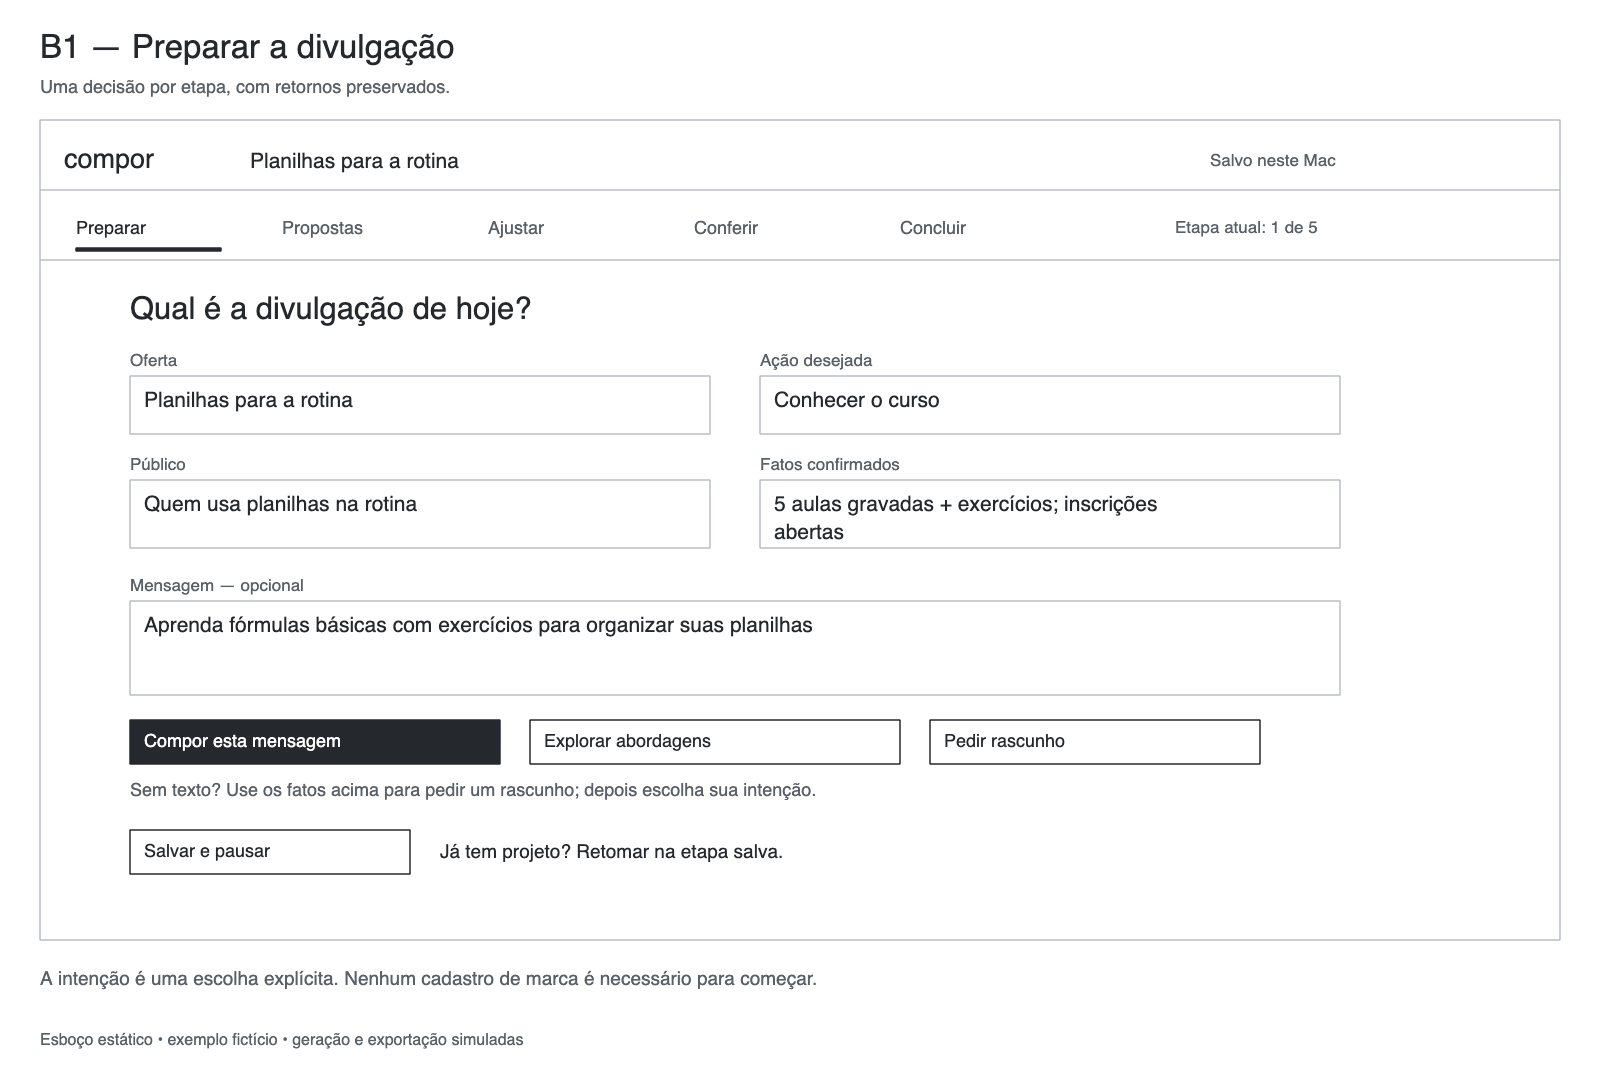 B1 — Preparar a divulgação
Uma decisão por etapa, com retornos preservados.
compor
Planilhas para a rotina
Salvo neste Mac
Preparar
Propostas
Ajustar
Conferir
Concluir
Etapa atual: 1 de 5
Qual é a divulgação de hoje?
Oferta
Planilhas para a rotina
Ação desejada
Conhecer o curso
Público
Quem usa planilhas na rotina
Fatos confirmados
5 aulas gravadas + exercícios; inscrições
abertas
Mensagem — opcional
Aprenda fórmulas básicas com exercícios para organizar suas planilhas
Compor esta mensagem
Explorar abordagens
Pedir rascunho
Sem texto? Use os fatos acima para pedir um rascunho; depois escolha sua intenção.
Salvar e pausar
Já tem projeto? Retomar na etapa salva.
A intenção é uma escolha explícita. Nenhum cadastro de marca é necessário para começar.
Esboço estático • exemplo fictício • geração e exportação simuladas